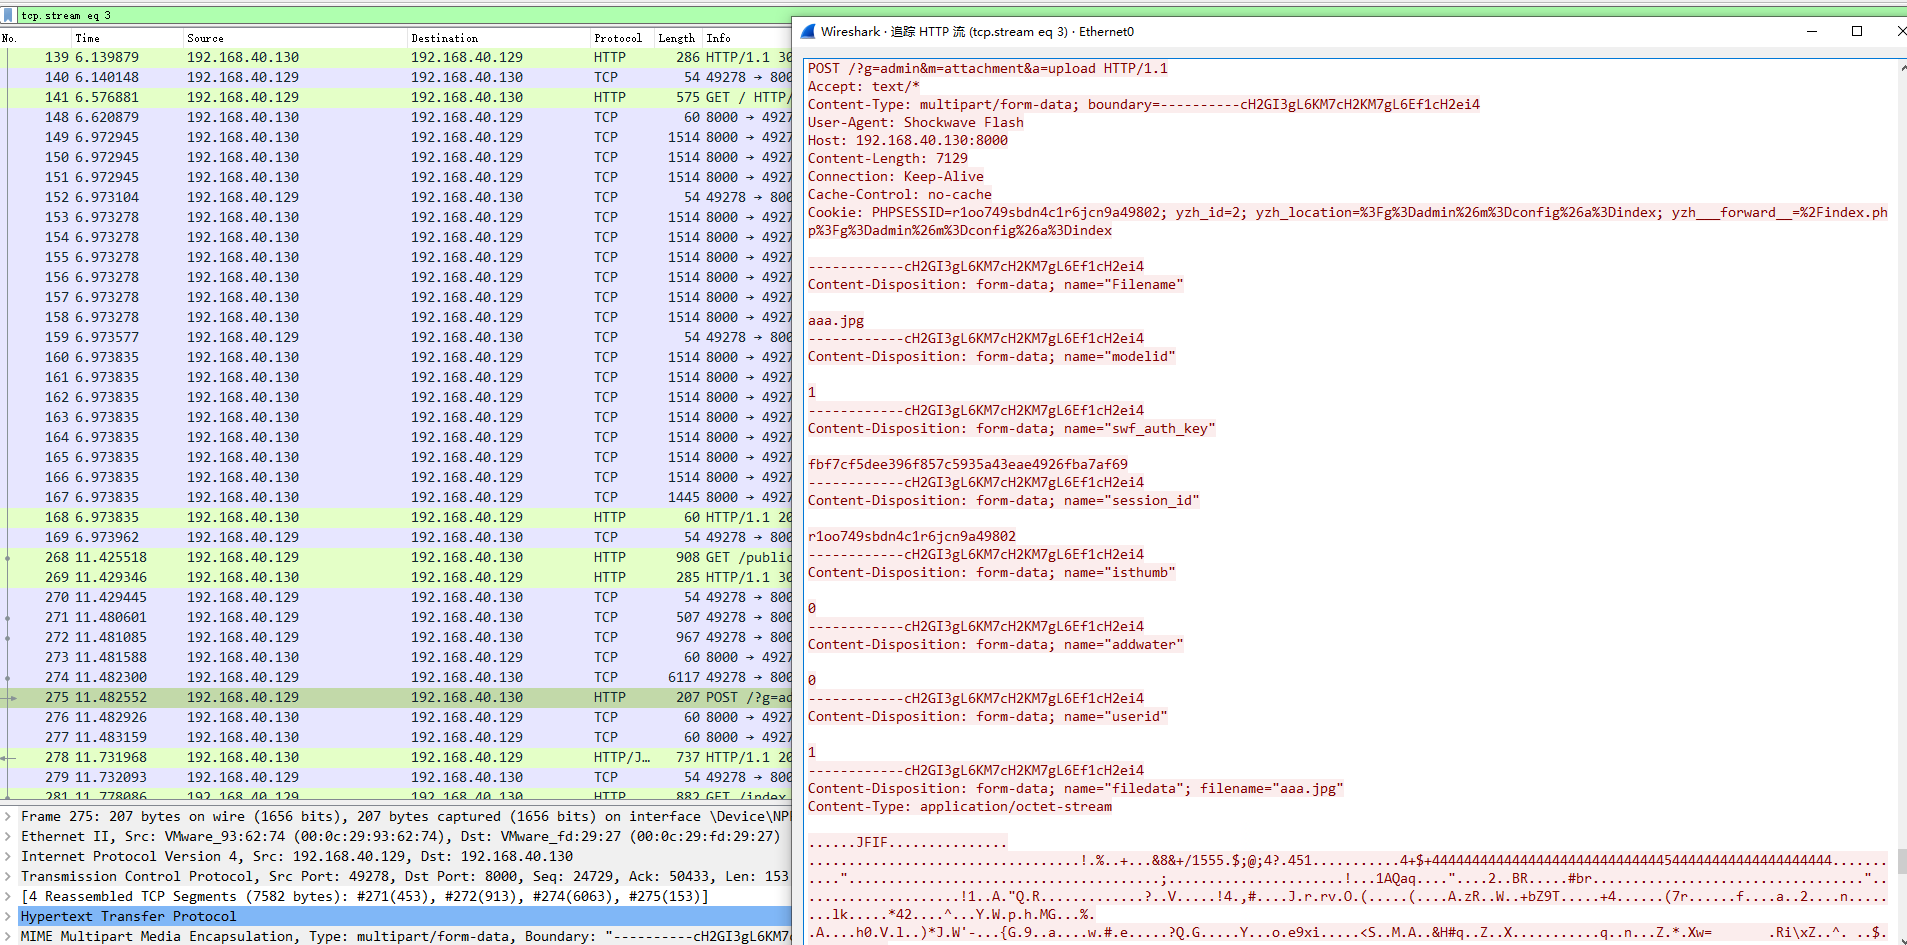 tcp.stream eq 3
No. Time Source Destination Protocol Length Info
139 6.139879 192.168.40.130 192.168.40.129 HTTP 286 HTTP/1.1 30
140 6.140148 192.168.40.129 192.168.40.130 TCP 54 49278 → 800
141 6.576881 192.168.40.129 192.168.40.130 HTTP 575 GET / HTTP/
148 6.620879 192.168.40.130 192.168.40.129 TCP 60 8000 → 4927
149 6.972945 192.168.40.130 192.168.40.129 TCP 1514 8000 → 4927
150 6.972945 192.168.40.130 192.168.40.129 TCP 1514 8000 → 4927
151 6.972945 192.168.40.130 192.168.40.129 TCP 1514 8000 → 4927
152 6.973104 192.168.40.129 192.168.40.130 TCP 54 49278 → 800
153 6.973278 192.168.40.130 192.168.40.129 TCP 1514 8000 → 4927
154 6.973278 192.168.40.130 192.168.40.129 TCP 1514 8000 → 4927
155 6.973278 192.168.40.130 192.168.40.129 TCP 1514 8000 → 4927
156 6.973278 192.168.40.130 192.168.40.129 TCP 1514 8000 → 4927
157 6.973278 192.168.40.130 192.168.40.129 TCP 1514 8000 → 4927
158 6.973278 192.168.40.130 192.168.40.129 TCP 1514 8000 → 4927
159 6.973577 192.168.40.129 192.168.40.130 TCP 54 49278 → 800
160 6.973835 192.168.40.130 192.168.40.129 TCP 1514 8000 → 4927
161 6.973835 192.168.40.130 192.168.40.129 TCP 1514 8000 → 4927
162 6.973835 192.168.40.130 192.168.40.129 TCP 1514 8000 → 4927
163 6.973835 192.168.40.130 192.168.40.129 TCP 1514 8000 → 4927
164 6.973835 192.168.40.130 192.168.40.129 TCP 1514 8000 → 4927
165 6.973835 192.168.40.130 192.168.40.129 TCP 1514 8000 → 4927
166 6.973835 192.168.40.130 192.168.40.129 TCP 1514 8000 → 4927
167 6.973835 192.168.40.130 192.168.40.129 TCP 1445 8000 → 4927
168 6.973835 192.168.40.130 192.168.40.129 HTTP 60 HTTP/1.1 20
169 6.973962 192.168.40.129 192.168.40.130 TCP 54 49278 → 800
268 11.425518 192.168.40.129 192.168.40.130 HTTP 908 GET /public
269 11.429346 192.168.40.130 192.168.40.129 HTTP 285 HTTP/1.1 30
270 11.429445 192.168.40.129 192.168.40.130 TCP 54 49278 → 800
271 11.480601 192.168.40.129 192.168.40.130 TCP 507 49278 → 800
272 11.481085 192.168.40.129 192.168.40.130 TCP 967 49278 → 800
273 11.481588 192.168.40.130 192.168.40.129 TCP 60 8000 → 4927
274 11.482300 192.168.40.129 192.168.40.130 TCP 6117 49278 → 800
275 11.482552 192.168.40.129 192.168.40.130 HTTP 207 POST /?g=ad
276 11.482926 192.168.40.130 192.168.40.129 TCP 60 8000 → 4927
277 11.483159 192.168.40.130 192.168.40.129 TCP 60 8000 → 4927
278 11.731968 192.168.40.130 192.168.40.129 HTTP/J… 737 HTTP/1.1 20
279 11.732093 192.168.40.129 192.168.40.130 TCP 54 49278 → 800
281 11.778086 192.168.40.129 192.168.40.130 HTTP 882 GET /index
Frame 275: 207 bytes on wire (1656 bits), 207 bytes captured (1656 bits) on interface \Device\NP
Ethernet II, Src: VMware_93:62:74 (00:0c:29:93:62:74), Dst: VMware_fd:29:27 (00:0c:29:fd:29:27)
Internet Protocol Version 4, Src: 192.168.40.129, Dst: 192.168.40.130
Transmission Control Protocol, Src Port: 49278, Dst Port: 8000, Seq: 24729, Ack: 50433, Len: 153
[4 Reassembled TCP Segments (7582 bytes): #271(453), #272(913), #274(6063), #275(153)]
Hypertext Transfer Protocol
MIME Multipart Media Encapsulation, Type: multipart/form-data, Boundary: "----------cH2GI3gL6KM7c
Wireshark · 追踪 HTTP 流 (tcp.stream eq 3) · Ethernet0
POST /?g=admin&m=attachment&a=upload HTTP/1.1
Accept: text/*
Content-Type: multipart/form-data; boundary=----------cH2GI3gL6KM7cH2KM7gL6Ef1cH2ei4
User-Agent: Shockwave Flash
Host: 192.168.40.130:8000
Content-Length: 7129
Connection: Keep-Alive
Cache-Control: no-cache
Cookie: PHPSESSID=r1oo749sbdn4c1r6jcn9a49802; yzh_id=2; yzh_location=%3Fg%3Dadmin%26m%3Dconfig%26a%3Dindex; yzh___forward__=%2Findex.ph
p%3Fg%3Dadmin%26m%3Dconfig%26a%3Dindex
------------cH2GI3gL6KM7cH2KM7gL6Ef1cH2ei4
Content-Disposition: form-data; name="Filename"
aaa.jpg
------------cH2GI3gL6KM7cH2KM7gL6Ef1cH2ei4
Content-Disposition: form-data; name="modelid"
1
------------cH2GI3gL6KM7cH2KM7gL6Ef1cH2ei4
Content-Disposition: form-data; name="swf_auth_key"
fbf7cf5dee396f857c5935a43eae4926fba7af69
------------cH2GI3gL6KM7cH2KM7gL6Ef1cH2ei4
Content-Disposition: form-data; name="session_id"
r1oo749sbdn4c1r6jcn9a49802
------------cH2GI3gL6KM7cH2KM7gL6Ef1cH2ei4
Content-Disposition: form-data; name="isthumb"
0
------------cH2GI3gL6KM7cH2KM7gL6Ef1cH2ei4
Content-Disposition: form-data; name="addwater"
0
------------cH2GI3gL6KM7cH2KM7gL6Ef1cH2ei4
Content-Disposition: form-data; name="userid"
1
------------cH2GI3gL6KM7cH2KM7gL6Ef1cH2ei4
Content-Disposition: form-data; name="filedata"; filename="aaa.jpg"
Content-Type: application/octet-stream
......JFIF...............
...lk.....*42....^...Y.W.p.h.MG...%.